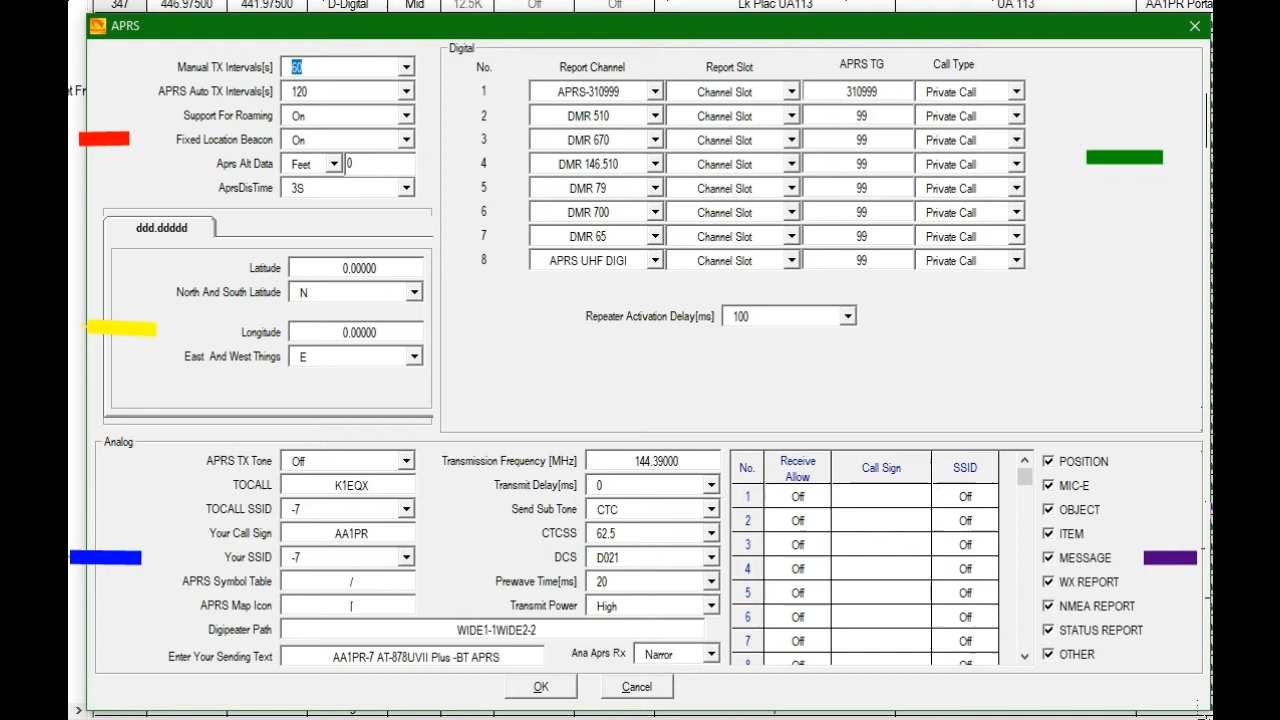 347 446.97500 441.97500 D-Digital Mid 12.5K Off Off Lk Plac UA113 UA 113 AA1PR Porta
APRS
Manual TX Intervals[s] 60
APRS Auto TX Intervals[s] 120
Support For Roaming On
Fixed Location Beacon On
Aprs Alt Data Feet 0
AprsDisTime 3S
ddd.ddddd
Latitude 0.00000
North And South Latitude N
Longitude 0.00000
East And West Things E
Digital
No. Report Channel Report Slot APRS TG Call Type
1 APRS-310999 Channel Slot 310999 Private Call
2 DMR 510 Channel Slot 99 Private Call
3 DMR 670 Channel Slot 99 Private Call
4 DMR 146.510 Channel Slot 99 Private Call
5 DMR 79 Channel Slot 99 Private Call
6 DMR 700 Channel Slot 99 Private Call
7 DMR 65 Channel Slot 99 Private Call
8 APRS UHF DIGI Channel Slot 99 Private Call
Repeater Activation Delay[ms] 100
Analog
APRS TX Tone Off
TOCALL K1EQX
TOCALL SSID -7
Your Call Sign AA1PR
Your SSID -7
APRS Symbol Table /
APRS Map Icon [
Digipeater Path WIDE1-1WIDE2-2
Enter Your Sending Text AA1PR-7 AT-878UVII Plus -BT APRS
Transmission Frequency [MHz] 144.39000
Transmit Delay[ms] 0
Send Sub Tone CTC
CTCSS 62.5
DCS D021
Prewave Time[ms] 20
Transmit Power High
Ana Aprs Rx Narror
No. Receive Allow Call Sign SSID
1 Off Off
2 Off Off
3 Off Off
4 Off Off
5 Off Off
6 Off Off
7 Off Off
8 Off Off
POSITION
MIC-E
OBJECT
ITEM
MESSAGE
WX REPORT
NMEA REPORT
STATUS REPORT
OTHER
OK Cancel